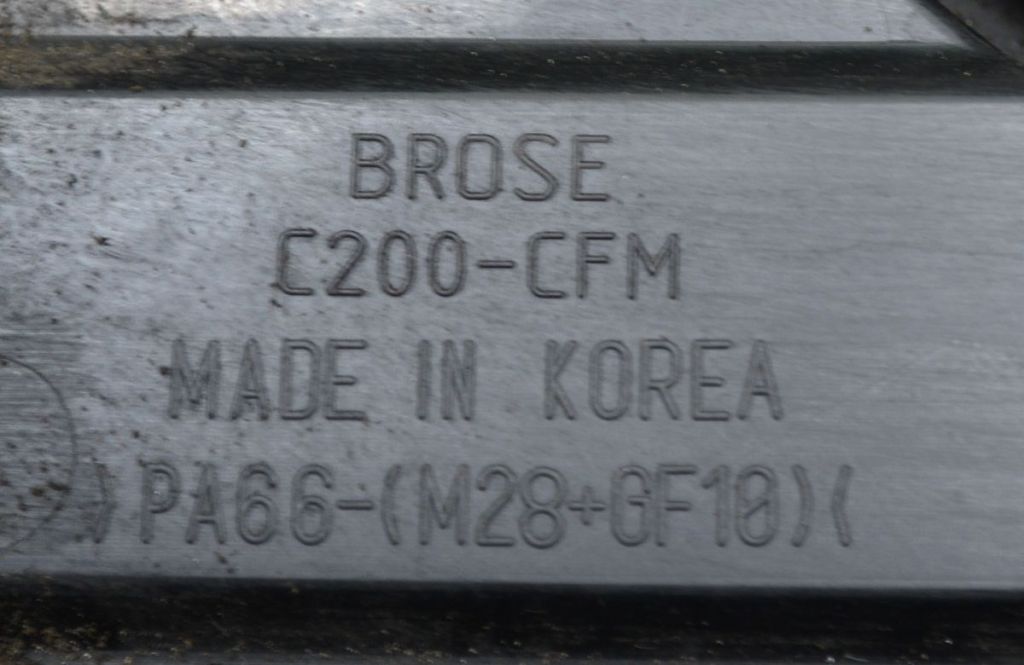 BROSE
C200-CFM
MADE IN KOREA
>PA66-(M28+GF10)<